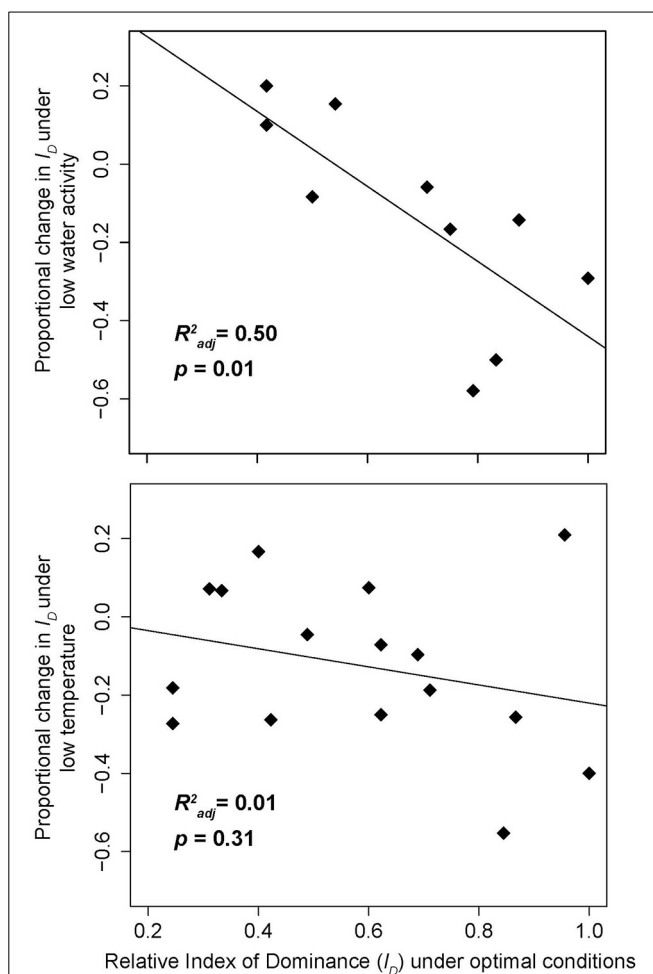 Proportional change in I_D under
low water activity
0.2
0.0
−0.2
−0.4
−0.6
R²adj = 0.50
p = 0.01
Proportional change in I_D under
low temperature
0.2
0.0
−0.2
−0.4
−0.6
R²adj = 0.01
p = 0.31
0.2 0.4 0.6 0.8 1.0
Relative Index of Dominance (I_D) under optimal conditions